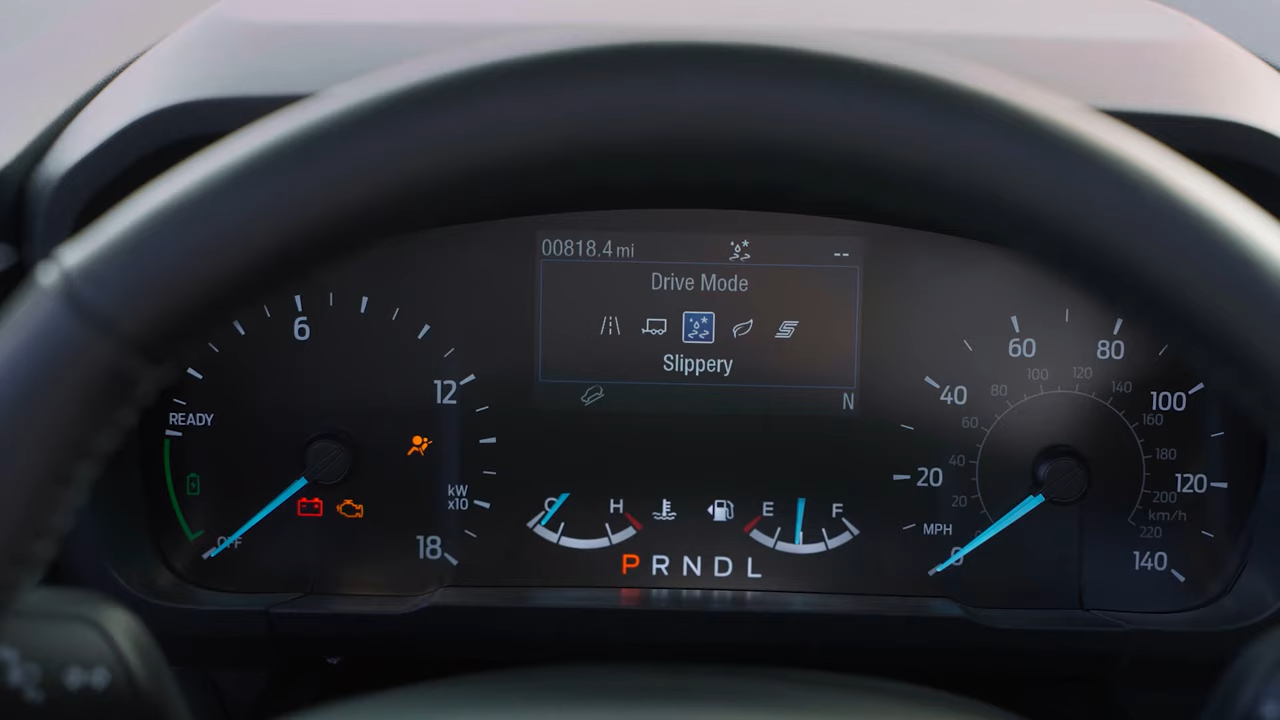 00818.4 mi --
Drive Mode
Slippery
N
6
12
18
READY
kW
x10
OFF
C H
E F
P R N D L
0 20 40 60 80 100 120 140
MPH
20 40 60 80 100 120 140 160 180 200 220
km/h